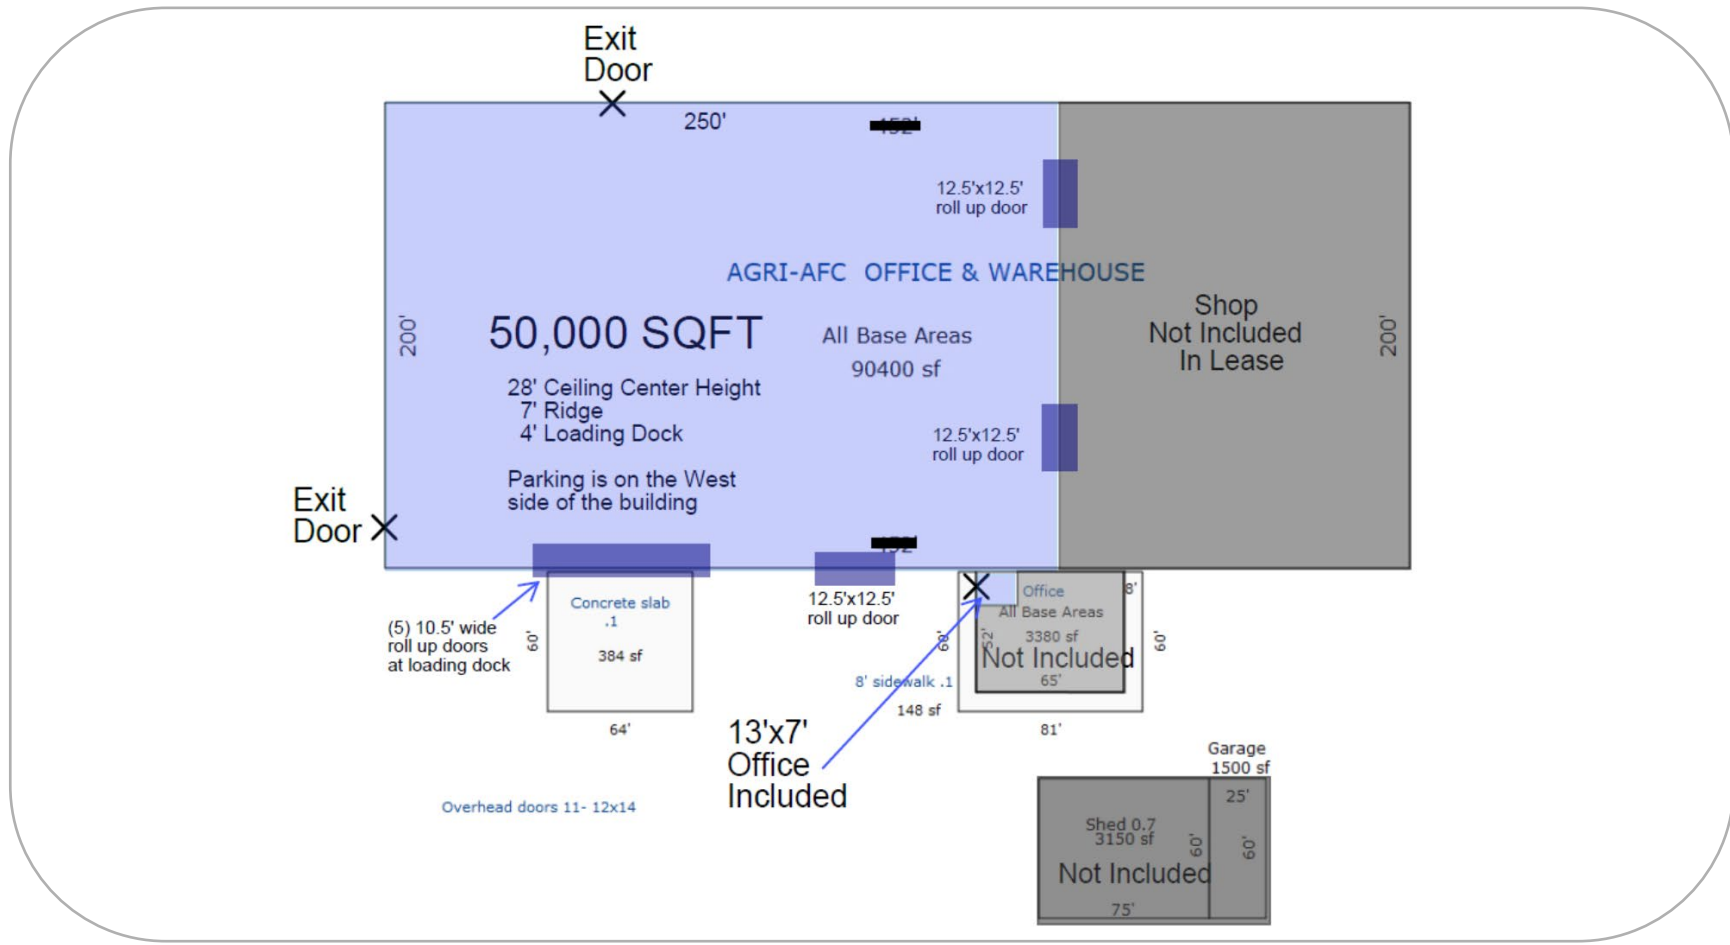 Exit
Door
250'
12.5'x12.5'
roll up door
AGRI-AFC OFFICE & WAREHOUSE
200'
50,000 SQFT
All Base Areas
90400 sf
Shop
Not Included
In Lease
200'
28' Ceiling Center Height
7' Ridge
4' Loading Dock
12.5'x12.5'
roll up door
Parking is on the West
side of the building
Exit
Door
(5) 10.5' wide
roll up doors
at loading dock
Concrete slab
.1
384 sf
60'
64'
12.5'x12.5'
roll up door
Office
All Base Areas
3380 sf
Not Included
65'
52'
8'
60'
60'
8' sidewalk .1
148 sf
81'
13'x7'
Office
Included
Overhead doors 11- 12x14
Garage
1500 sf
25'
Shed 0.7
3150 sf
60'
60'
Not Included
75'